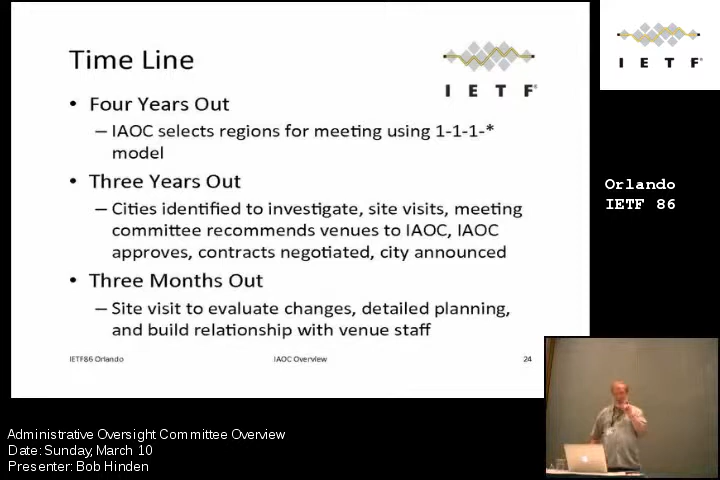 Time Line
I E T F®
I E T F®
• Four Years Out
– IAOC selects regions for meeting using 1-1-1-*
model
• Three Years Out
– Cities identified to investigate, site visits, meeting
committee recommends venues to IAOC, IAOC
approves, contracts negotiated, city announced
• Three Months Out
– Site visit to evaluate changes, detailed planning,
and build relationship with venue staff
IETF86 Orlando IAOC Overview 24
Orlando
IETF 86
Administrative Oversight Committee Overview
Date: Sunday, March 10
Presenter: Bob Hinden